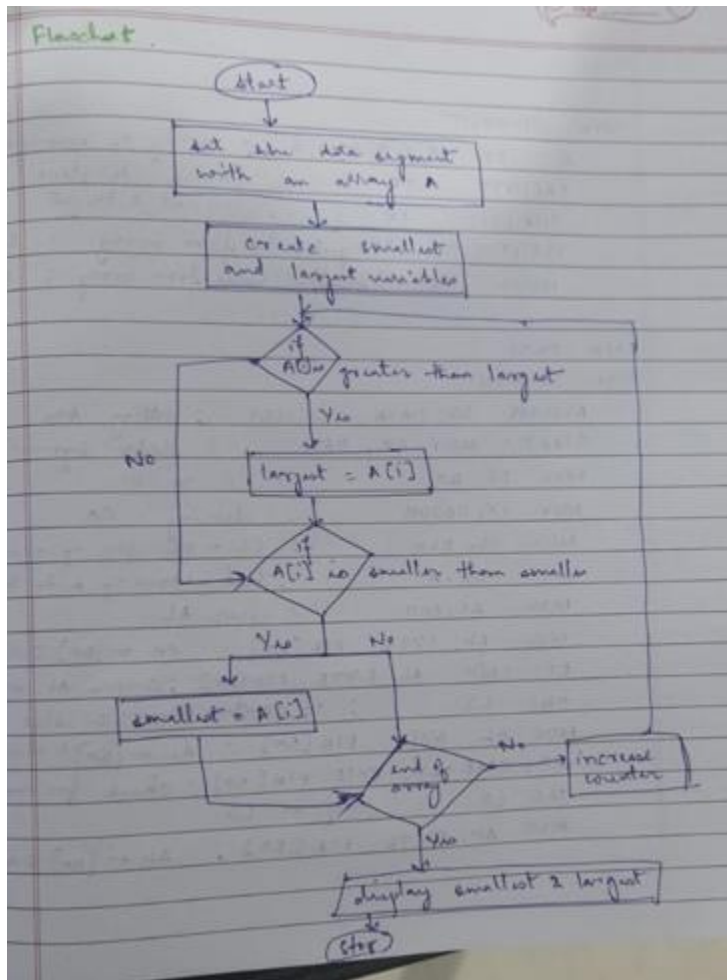 Flowchart
start
set the data segment
with an array A
create smallest
and largest variables
if
A[i] is greater than largest
Yes
No
largest = A[i]
if
A[i] is smaller than smaller
Yes No
smallest = A[i]
end of
array
No
increase
counter
Yes
display smallest & largest
stop